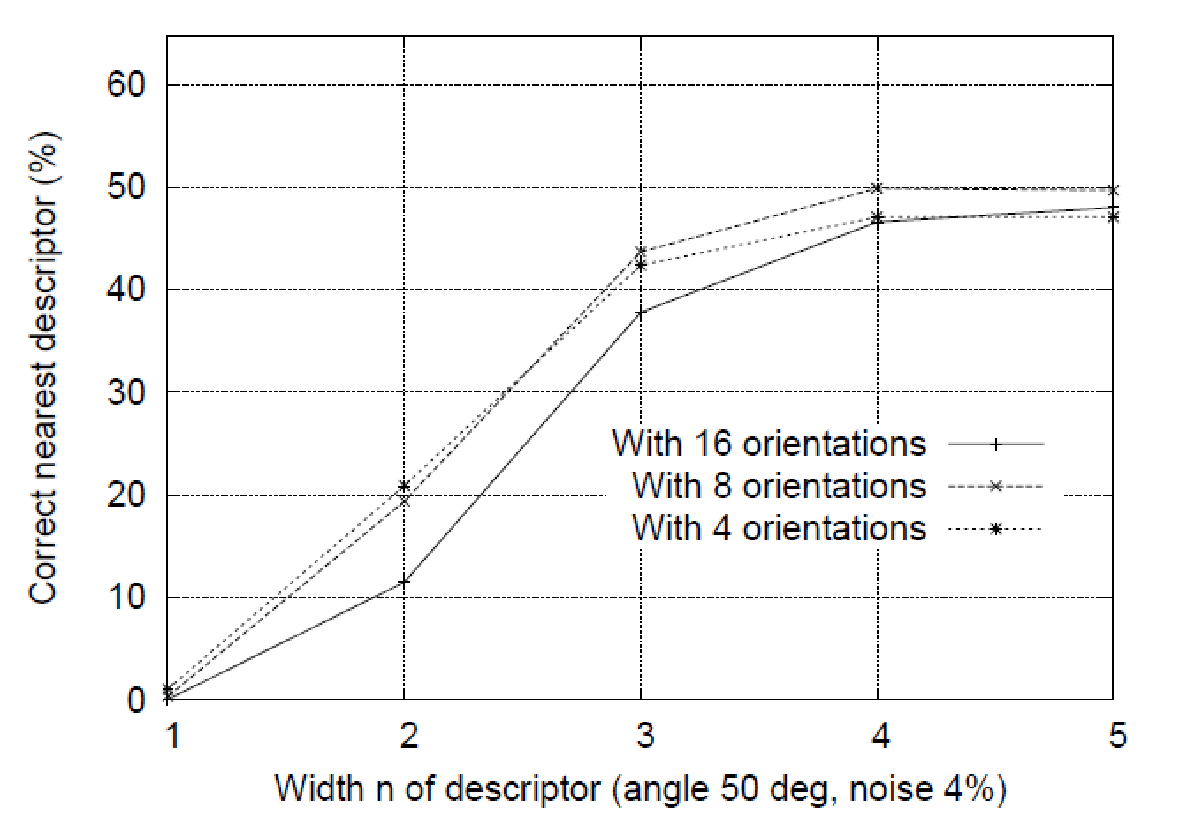 60
50
40
30
20
10
0
Correct nearest descriptor (%)
With 16 orientations
With 8 orientations
With 4 orientations
1 2 3 4 5
Width n of descriptor (angle 50 deg, noise 4%)